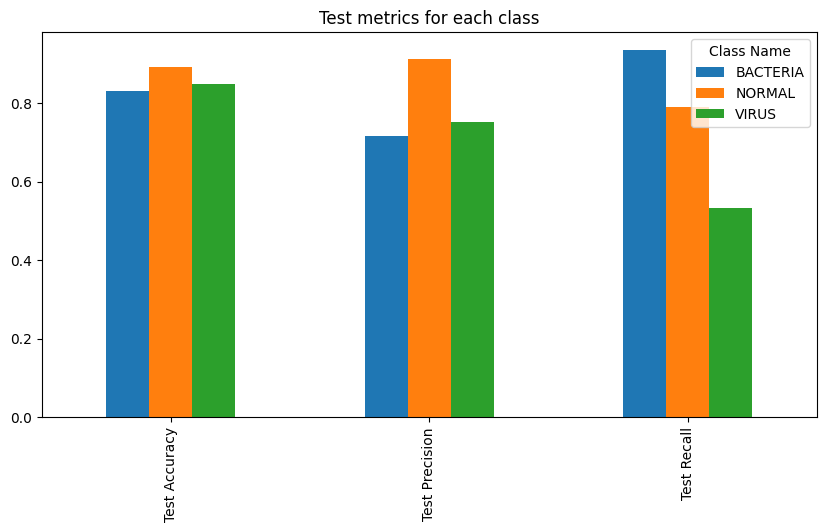 Test metrics for each class
Class Name
BACTERIA
NORMAL
VIRUS
0.8
0.6
0.4
0.2
0.0
Test Accuracy
Test Precision
Test Recall